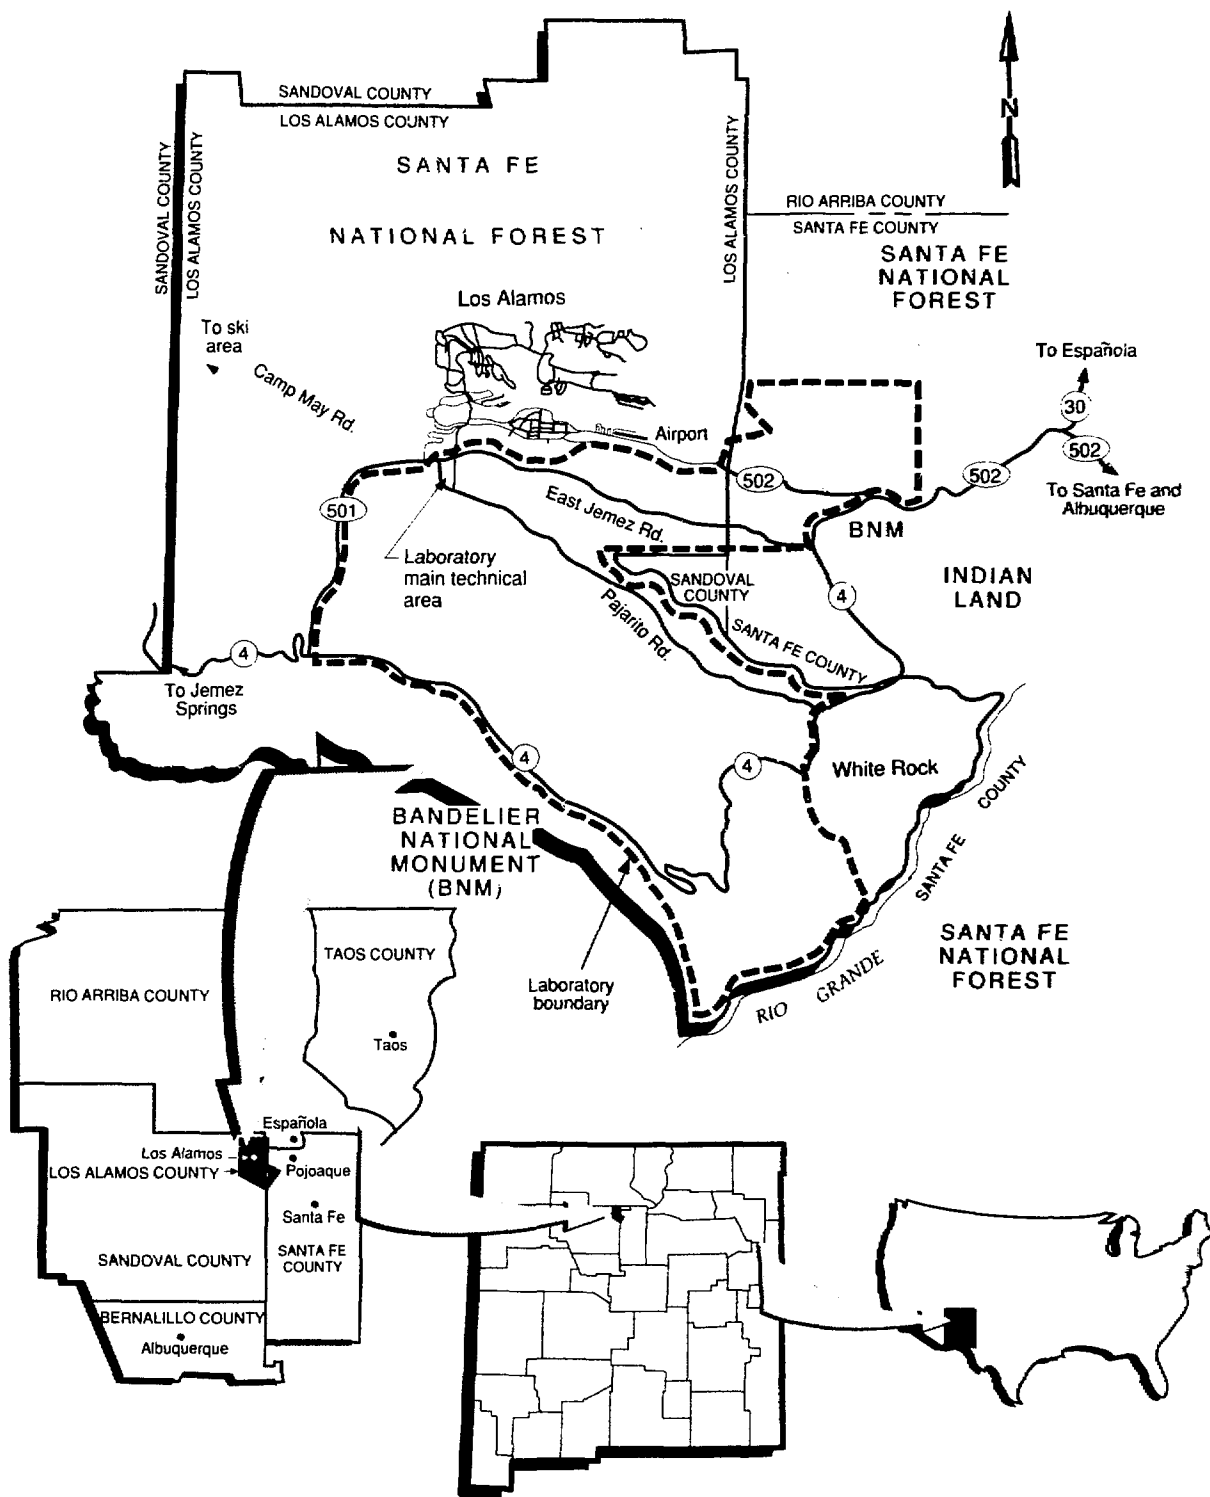 SANDOVAL COUNTY
LOS ALAMOS COUNTY
N
SANDOVAL COUNTY
LOS ALAMOS COUNTY
SANTA FE
NATIONAL FOREST
LOS ALAMOS COUNTY
RIO ARRIBA COUNTY
SANTA FE COUNTY
SANTA FE
NATIONAL
FOREST
Los Alamos
To ski
area
Camp May Rd.
To Española
30
Airport
502
502
502
To Santa Fe and
Albuquerque
501
East Jemez Rd.
BNM
Laboratory
main technical
area
SANDOVAL
COUNTY
INDIAN
LAND
4
Pajarito Rd.
SANTA FE COUNTY
4
To Jemez
Springs
4
4
White Rock
SANTA FE COUNTY
BANDELIER
NATIONAL
MONUMENT
(BNM)
SANTA FE
NATIONAL
FOREST
Laboratory
boundary
RIO GRANDE
TAOS COUNTY
RIO ARRIBA COUNTY
Taos
Española
Los Alamos
LOS ALAMOS COUNTY
Pojoaque
Santa Fe
SANDOVAL COUNTY
SANTA FE
COUNTY
BERNALILLO COUNTY
Albuquerque